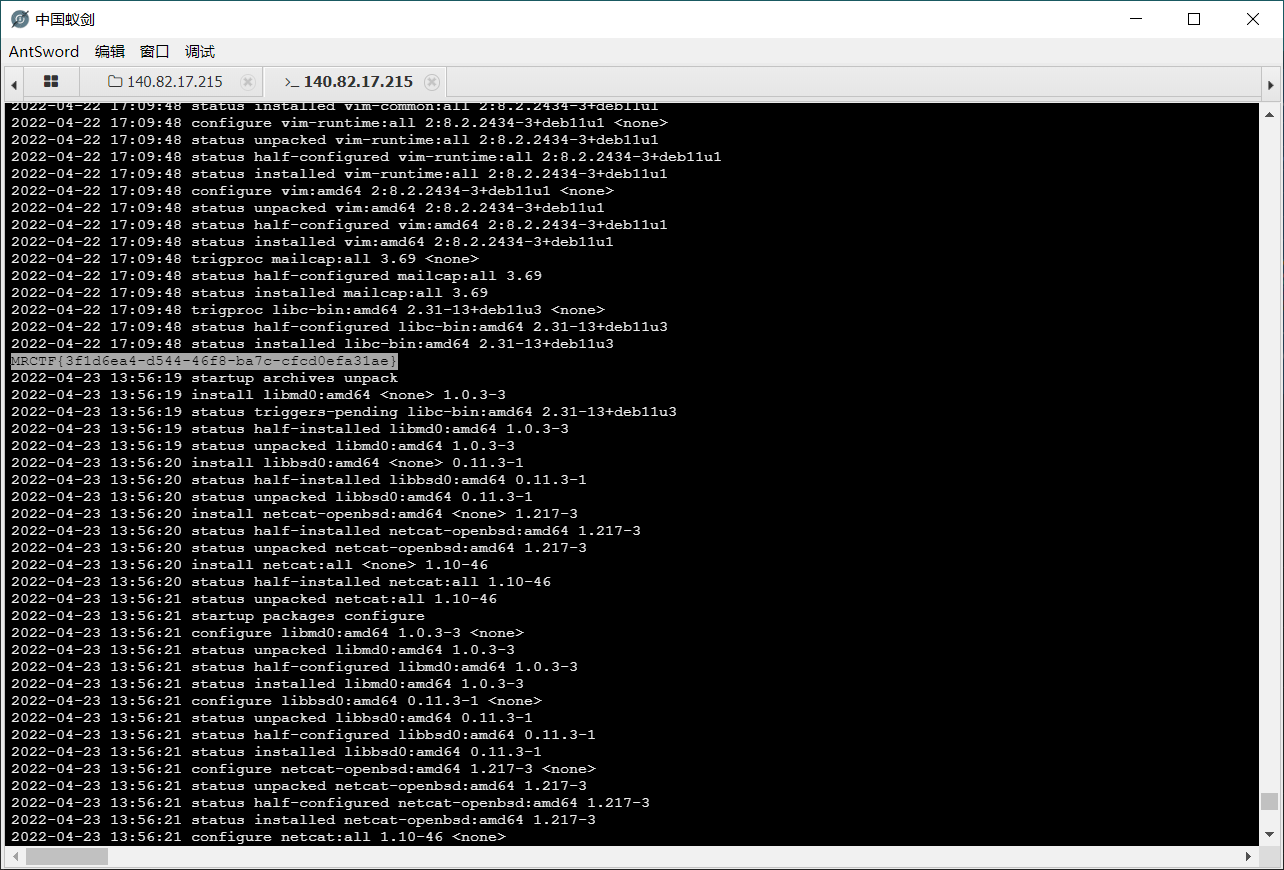 中国蚁剑
AntSword 编辑 窗口 调试
140.82.17.215 >_ 140.82.17.215
2022-04-22 17:09:48 status installed vim-common:all 2:8.2.2434-3+deb11u1
2022-04-22 17:09:48 configure vim-runtime:all 2:8.2.2434-3+deb11u1 <none>
2022-04-22 17:09:48 status unpacked vim-runtime:all 2:8.2.2434-3+deb11u1
2022-04-22 17:09:48 status half-configured vim-runtime:all 2:8.2.2434-3+deb11u1
2022-04-22 17:09:48 status installed vim-runtime:all 2:8.2.2434-3+deb11u1
2022-04-22 17:09:48 configure vim:amd64 2:8.2.2434-3+deb11u1 <none>
2022-04-22 17:09:48 status unpacked vim:amd64 2:8.2.2434-3+deb11u1
2022-04-22 17:09:48 status half-configured vim:amd64 2:8.2.2434-3+deb11u1
2022-04-22 17:09:48 status installed vim:amd64 2:8.2.2434-3+deb11u1
2022-04-22 17:09:48 trigproc mailcap:all 3.69 <none>
2022-04-22 17:09:48 status half-configured mailcap:all 3.69
2022-04-22 17:09:48 status installed mailcap:all 3.69
2022-04-22 17:09:48 trigproc libc-bin:amd64 2.31-13+deb11u3 <none>
2022-04-22 17:09:48 status half-configured libc-bin:amd64 2.31-13+deb11u3
2022-04-22 17:09:48 status installed libc-bin:amd64 2.31-13+deb11u3
MRCTF{3f1d6ea4-d544-46f8-ba7c-cfcd0efa31ae}
2022-04-23 13:56:19 startup archives unpack
2022-04-23 13:56:19 install libmd0:amd64 <none> 1.0.3-3
2022-04-23 13:56:19 status triggers-pending libc-bin:amd64 2.31-13+deb11u3
2022-04-23 13:56:19 status half-installed libmd0:amd64 1.0.3-3
2022-04-23 13:56:19 status unpacked libmd0:amd64 1.0.3-3
2022-04-23 13:56:20 install libbsd0:amd64 <none> 0.11.3-1
2022-04-23 13:56:20 status half-installed libbsd0:amd64 0.11.3-1
2022-04-23 13:56:20 status unpacked libbsd0:amd64 0.11.3-1
2022-04-23 13:56:20 install netcat-openbsd:amd64 <none> 1.217-3
2022-04-23 13:56:20 status half-installed netcat-openbsd:amd64 1.217-3
2022-04-23 13:56:20 status unpacked netcat-openbsd:amd64 1.217-3
2022-04-23 13:56:20 install netcat:all <none> 1.10-46
2022-04-23 13:56:20 status half-installed netcat:all 1.10-46
2022-04-23 13:56:21 status unpacked netcat:all 1.10-46
2022-04-23 13:56:21 startup packages configure
2022-04-23 13:56:21 configure libmd0:amd64 1.0.3-3 <none>
2022-04-23 13:56:21 status unpacked libmd0:amd64 1.0.3-3
2022-04-23 13:56:21 status half-configured libmd0:amd64 1.0.3-3
2022-04-23 13:56:21 status installed libmd0:amd64 1.0.3-3
2022-04-23 13:56:21 configure libbsd0:amd64 0.11.3-1 <none>
2022-04-23 13:56:21 status unpacked libbsd0:amd64 0.11.3-1
2022-04-23 13:56:21 status half-configured libbsd0:amd64 0.11.3-1
2022-04-23 13:56:21 status installed libbsd0:amd64 0.11.3-1
2022-04-23 13:56:21 configure netcat-openbsd:amd64 1.217-3 <none>
2022-04-23 13:56:21 status unpacked netcat-openbsd:amd64 1.217-3
2022-04-23 13:56:21 status half-configured netcat-openbsd:amd64 1.217-3
2022-04-23 13:56:21 status installed netcat-openbsd:amd64 1.217-3
2022-04-23 13:56:21 configure netcat:all 1.10-46 <none>